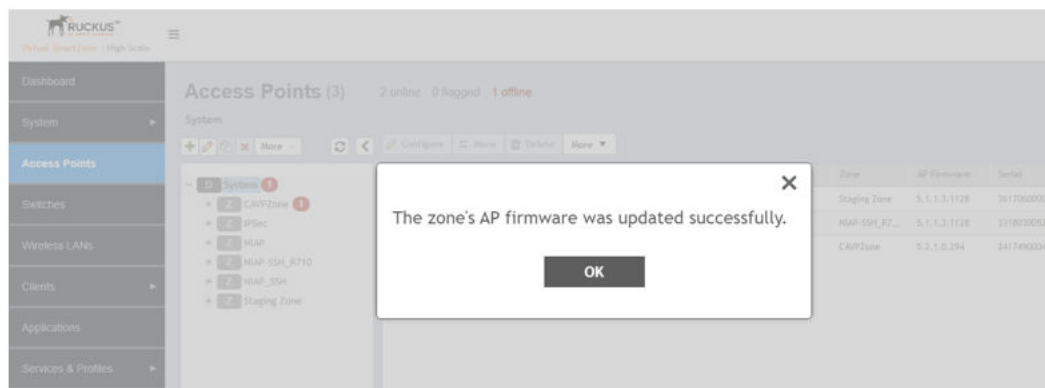 RUCKUS™
Virtual SmartZone - High Scale
Dashboard
System
Access Points
Switches
Wireless LANs
Clients
Applications
Services & Profiles
Access Points (3) 2 online 0 flagged 1 offline
System
More
Configure Move Delete More
D System 1
Z CAVPZone 1
Z IPSec
Z NIAP
Z NIAP-SSH_R710
Z NIAP_SSH
Z Staging Zone
Zone AP Firmware Serial
Staging Zone 5.1.1.3.1128
NIAP-SSH_R7... 5.1.1.3.1128
CAVPZone 5.2.1.0.294
The zone's AP firmware was updated successfully.
OK